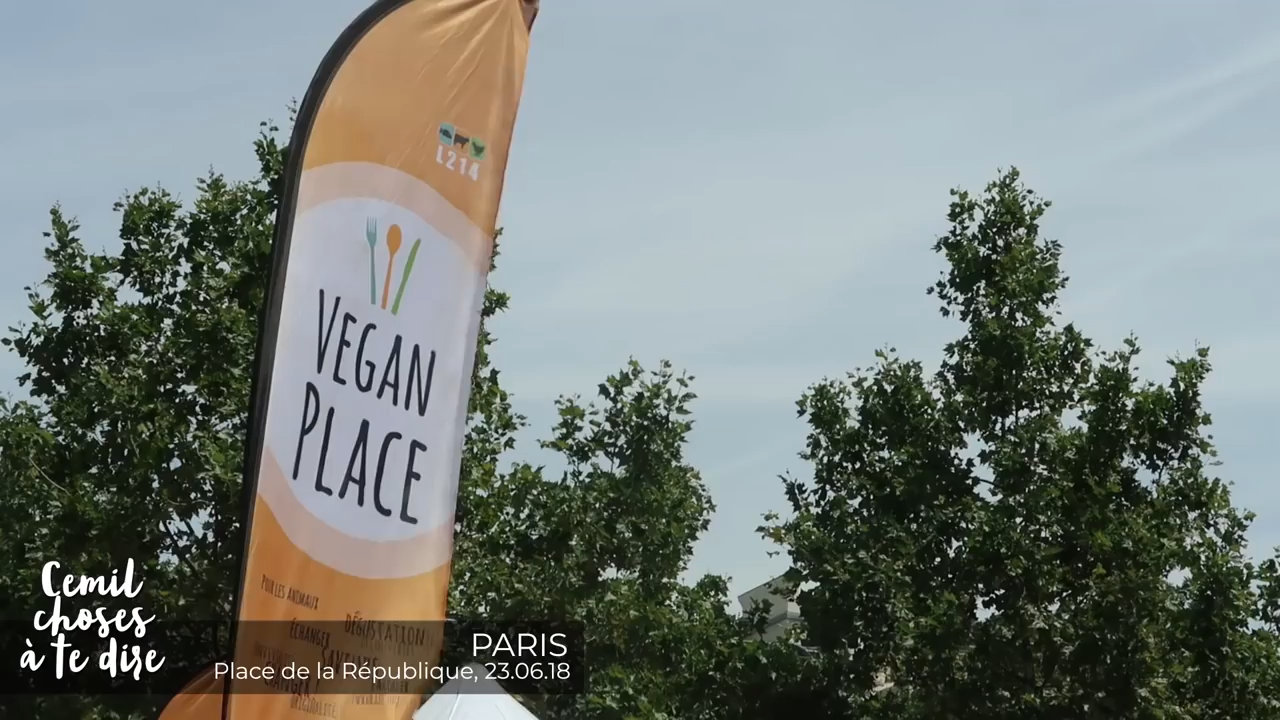 L214
VEGAN
PLACE
POUR LES ANIMAUX
ÉCHANGER DÉGUSTATION
ORIGINALITÉ
PARIS
Place de la République, 23.06.18
Cemil
choses
à te dire